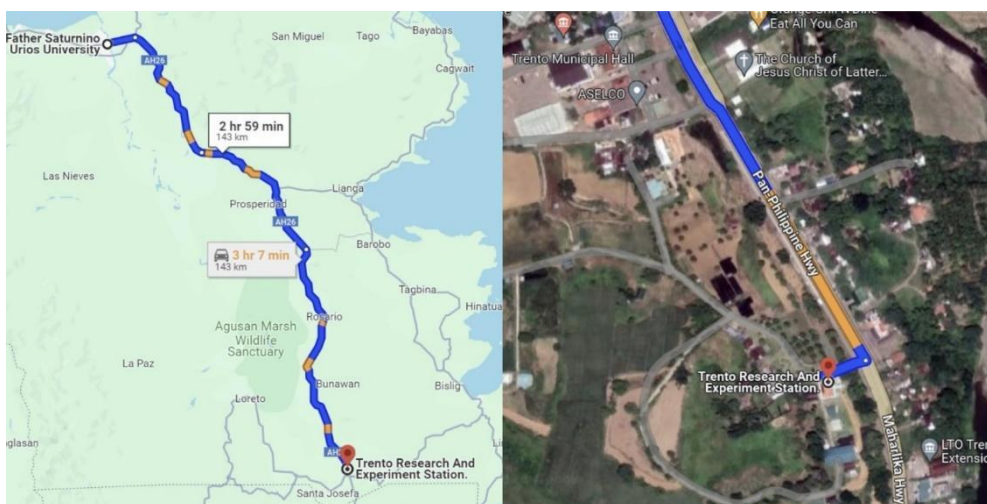 Father Saturnino
Urios University
San Miguel
Tago
Bayabas
AH26
Cagwait
2 hr 59 min
143 km
Las Nieves
Lianga
Prosperidad
AH26
3 hr 7 min
143 km
Barobo
Tagbina
Hinatua
Rosario
Agusan Marsh
Wildlife
Sanctuary
La Paz
Bunawan
Bislig
Loreto
glasan
Trento Research And
Experiment Station.
Santa Josefa
Eat All You Can
Trento Municipal Hall
The Church of
Jesus Christ of Latter...
ASELCO
Pan-Philippine Hwy
Trento Research And
Experiment Station.
Maharlika Hwy
LTO Tren
Extension